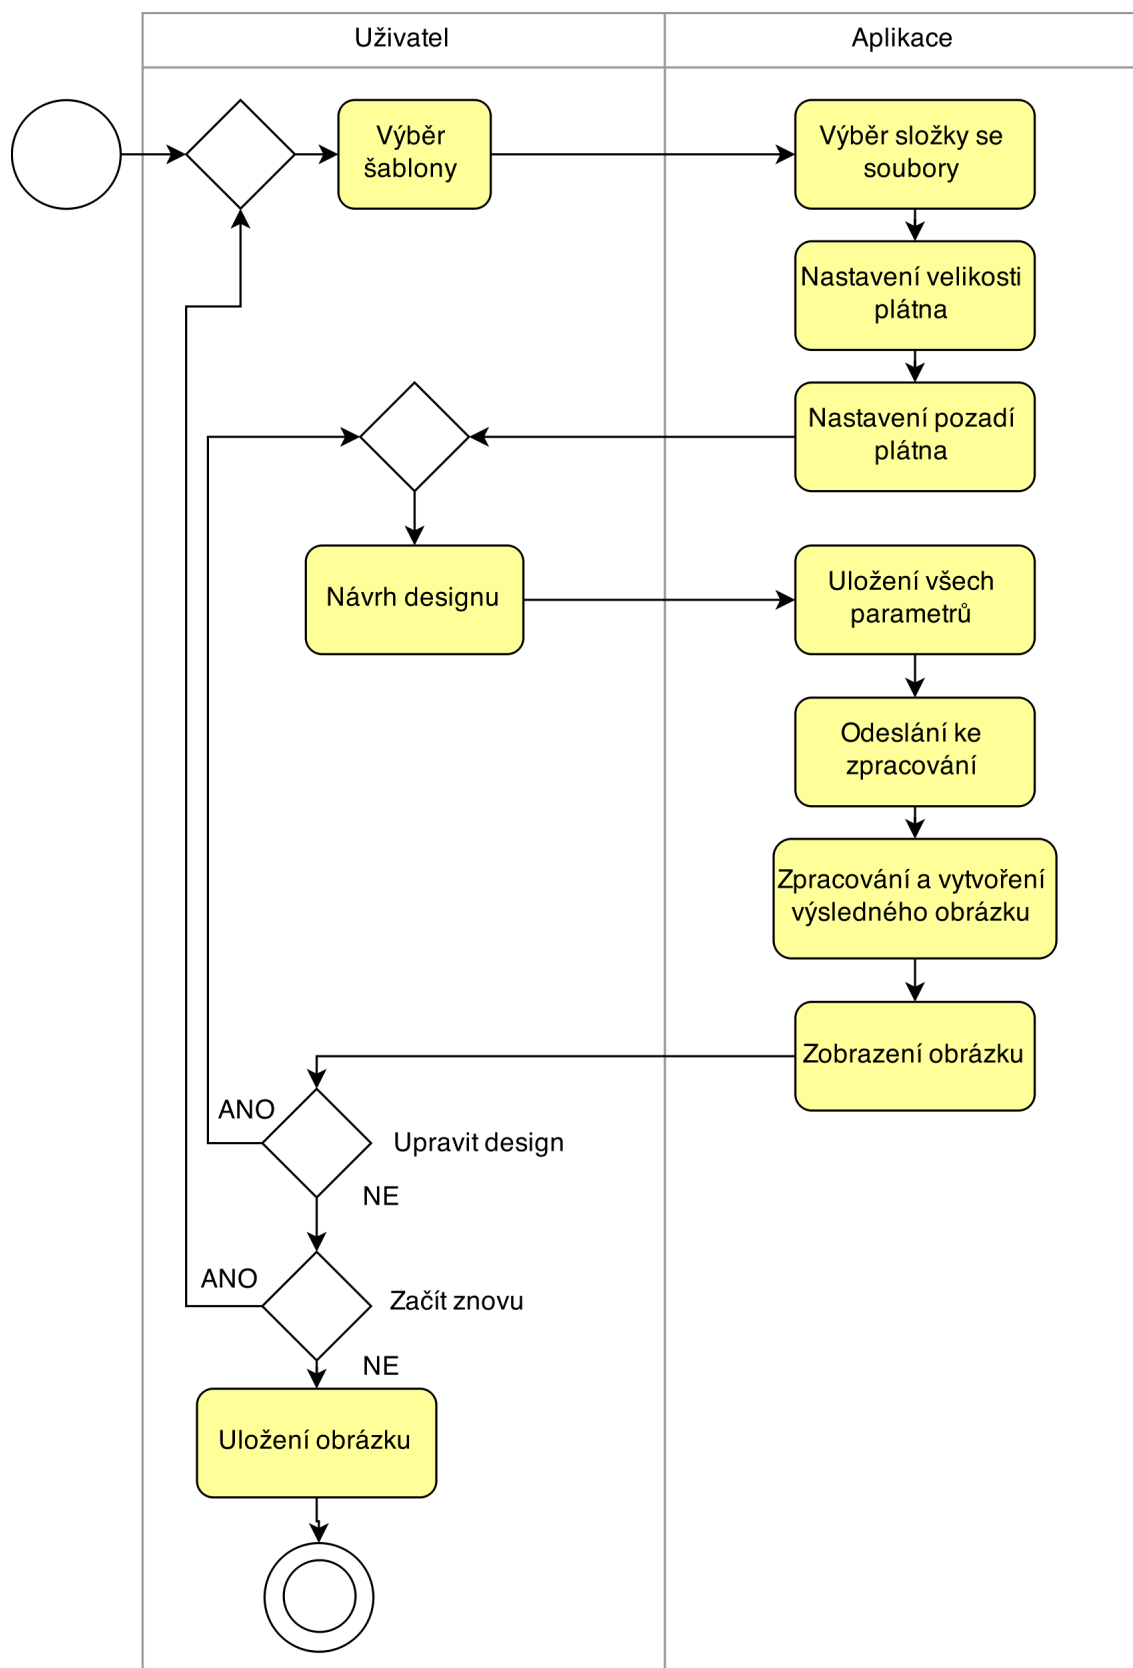 Uživatel
Aplikace
Výběr
šablony
Výběr složky se
soubory
Nastavení velikosti
plátna
Nastavení pozadí
plátna
Návrh designu
Uložení všech
parametrů
Odeslání ke
zpracování
Zpracování a vytvoření
výsledného obrázku
Zobrazení obrázku
ANO
Upravit design
NE
ANO
Začít znovu
NE
Uložení obrázku